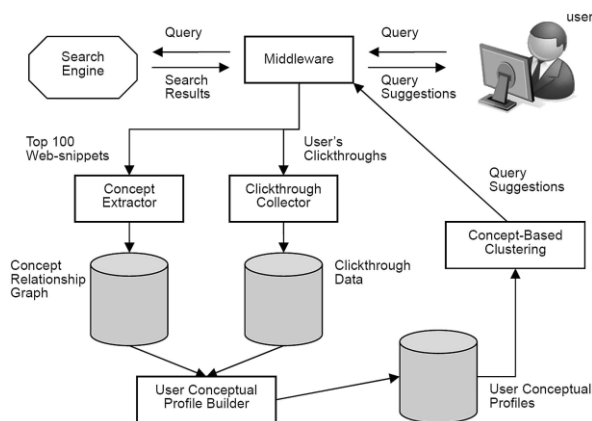 Query
Query
user
Search
Engine
Middleware
Search
Results
Query
Suggestions
Top 100
Web-snippets
User's
Clickthroughs
Query
Suggestions
Concept
Extractor
Clickthrough
Collector
Concept-Based
Clustering
Concept
Relationship
Graph
Clickthrough
Data
User Conceptual
Profile Builder
User Conceptual
Profiles